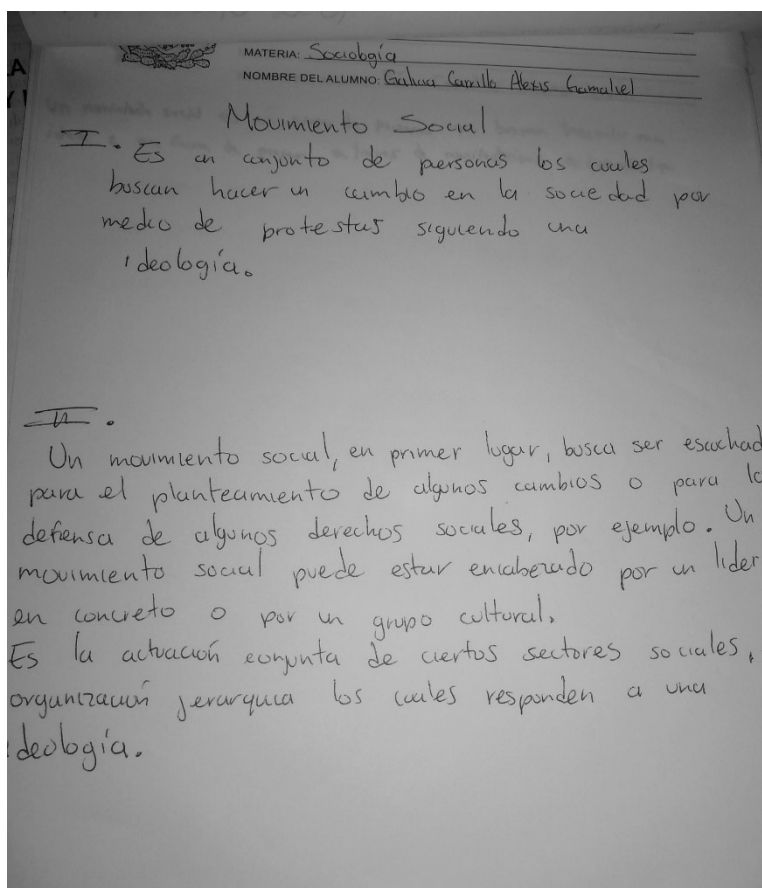 A
Y I
MATERIA: Sociología
NOMBRE DEL ALUMNO: Carrillo Alexis Gamaliel
Movimiento Social
I. Es un conjunto de personas los cuales
buscan hacer un cambio en la sociedad por
medio de protestas siguiendo una
ideología.
II.
Un movimiento social, en primer lugar, busca ser escuchad
para el planteamiento de algunos cambios o para la
defensa de algunos derechos sociales, por ejemplo. Un
movimiento social puede estar encabezado por un lider
en concreto o por un grupo cultural.
Es la actuación conjunta de ciertos sectores sociales,
organización jerarquica los cuales responden a una
ideología.